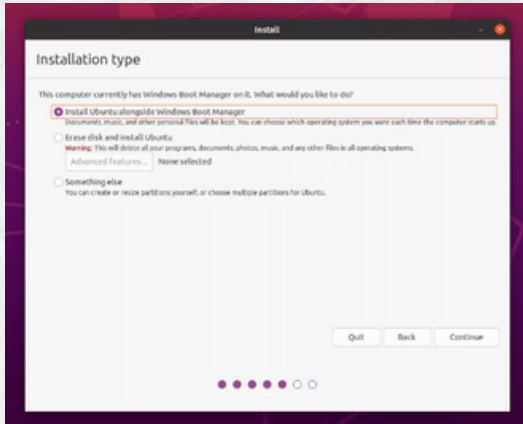 Install
Installation type
This computer currently has Windows Boot Manager on it. What would you like to do?
Install Ubuntu alongside Windows Boot Manager
Documents, music, and other personal files will be kept. You can choose which operating system you want each time the computer starts up.
Erase disk and install Ubuntu
Warning: This will delete all your programs, documents, photos, music, and any other files in all operating systems.
Advanced features... None selected
Something else
You can create or resize partitions yourself, or choose multiple partitions for Ubuntu.
Quit Back Continue